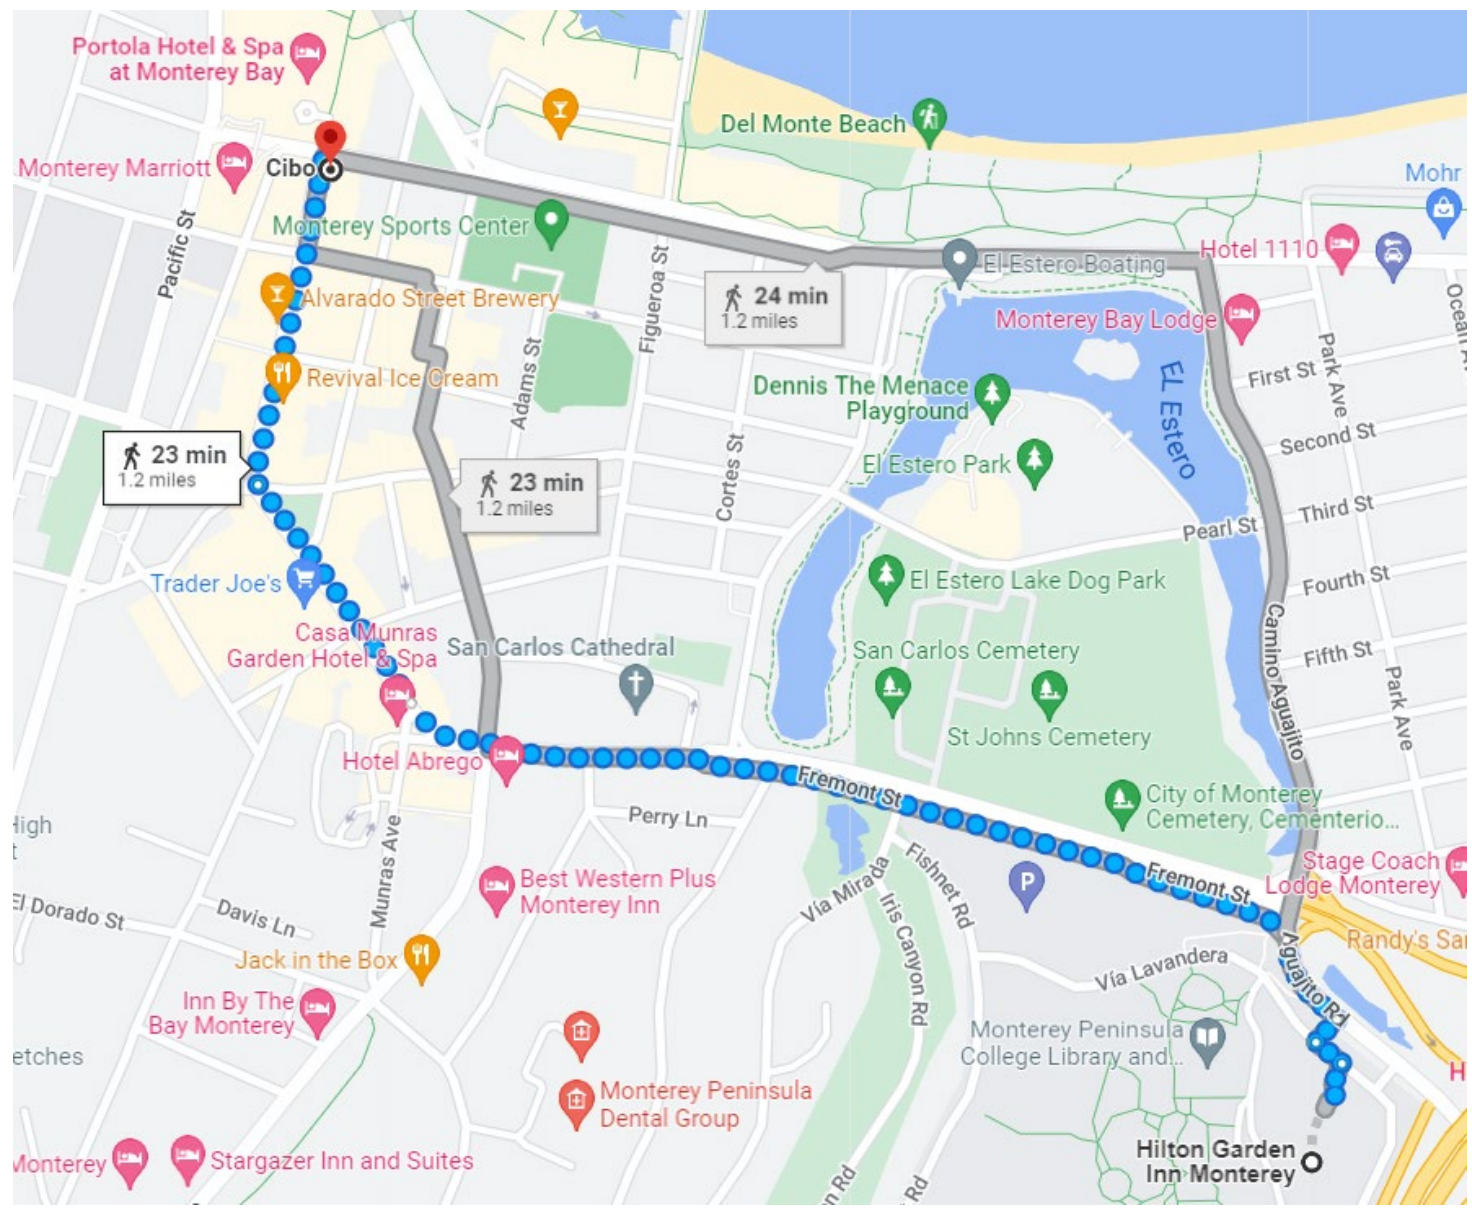 Portola Hotel & Spa
at Monterey Bay
Del Monte Beach
Monterey Marriott
Cibo
Mohr
Pacific St
Monterey Sports Center
Hotel 1110
El Estero Boating
Figueroa St
24 min
1.2 miles
Alvarado Street Brewery
Monterey Bay Lodge
Park Ave
First St
EL Estero
Revival Ice Cream
Adams St
Dennis The Menace
Playground
Second St
23 min
1.2 miles
El Estero Park
Cortes St
23 min
1.2 miles
Third St
Pearl St
Trader Joe's
El Estero Lake Dog Park
Fourth St
Casa Munras
Garden Hotel & Spa
San Carlos Cathedral
San Carlos Cemetery
Camino Aguajito
Fifth St
Park Ave
St Johns Cemetery
Hotel Abrego
Fremont St
City of Monterey
Cemetery, Cementerio...
Perry Ln
High
Munras Ave
Best Western Plus
Monterey Inn
Vía Mirada
Fishnet Rd
Iris Canyon Rd
Fremont St
Stage Coach
Lodge Monterey
El Dorado St
Davis Ln
Jack in the Box
Vía Lavandera
Aguajito Rd
Randy's Sa
Inn By The
Bay Monterey
etches
Monterey Peninsula
College Library and...
Monterey Peninsula
Dental Group
H
Monterey
Stargazer Inn and Suites
Hilton Garden
Inn Monterey
P
n Rd
Rd